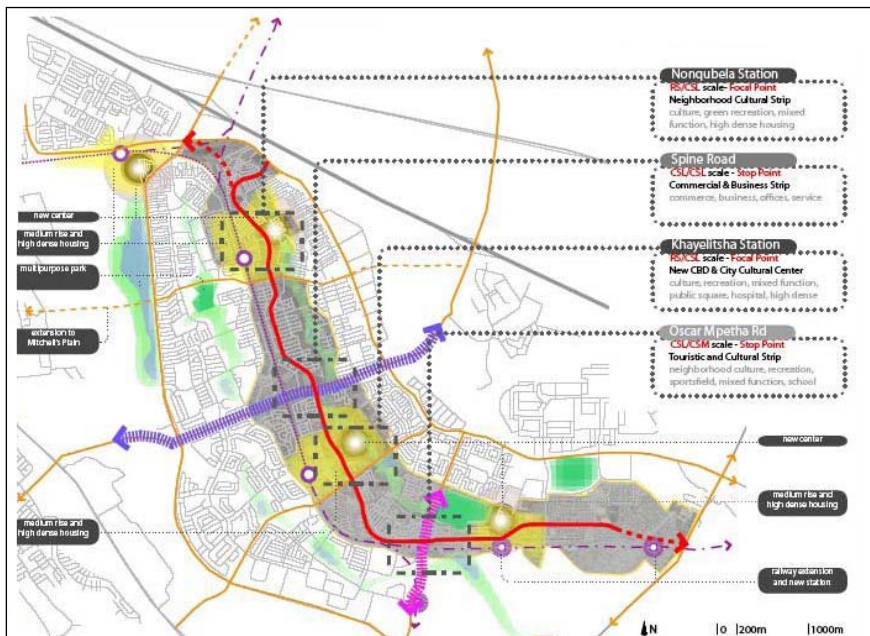 Nonqubela Station
RS/CSL scale- Focal Point
Neighborhood Cultural Strip
culture, green recreation, mixed
function, high dense housing
Spine Road
CSL/CSL scale - Stop Point
Commercial & Business Strip
commerce, business, offices, service
Khayelitsha Station
RS/CSL scale - Focal Point
New CBD & City Cultural Center
culture, recreation, mixed function,
public square, hospital, high dense
Oscar Mpetha Rd
CSL/CSM scale - Stop Point
Touristic and Cultural Strip
neighborhood culture, recreation,
sportsfield, mixed function, school
new center
medium rise and
high dense housing
multipurpose park
extension to
Mitchell's Plain
medium rise and
high dense housing
new center
medium rise and
high dense housing
railway extension
and new station
N
|0 200m |1000m